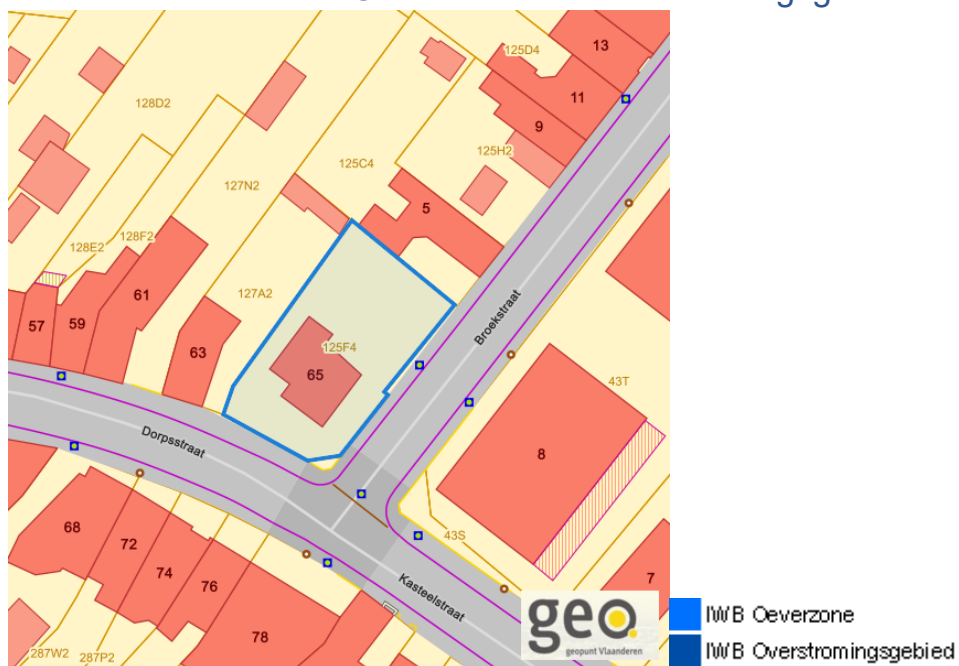 13
125D4
11
128D2
9
125H2
125C4
127N2
5
128F2
128E2
61
127A2
Broekstraat
57
59
63
125F4
65
43T
Dorpsstraat
8
68
72
43S
74
76
7
Kasteelstraat
78
287W2
287P2
geo
geopunt Vlaanderen
IWB Oeverzone
IWB Overstromingsgebied